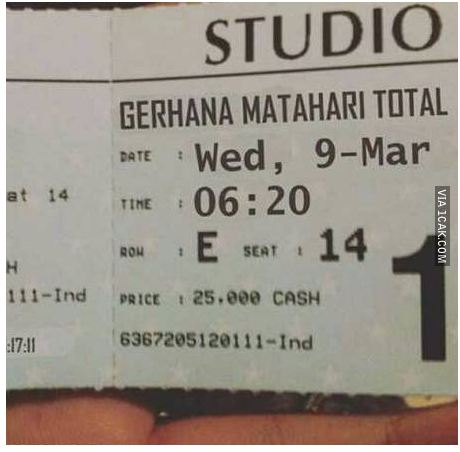 STUDIO
GERHANA MATAHARI TOTAL
DATE : Wed, 9-Mar
at 14
TIME : 06:20
ROW : E SEAT : 14
1
H
111-Ind
PRICE : 25.000 CASH
:17:11
6367205120111-Ind
VIA 1CAK.COM